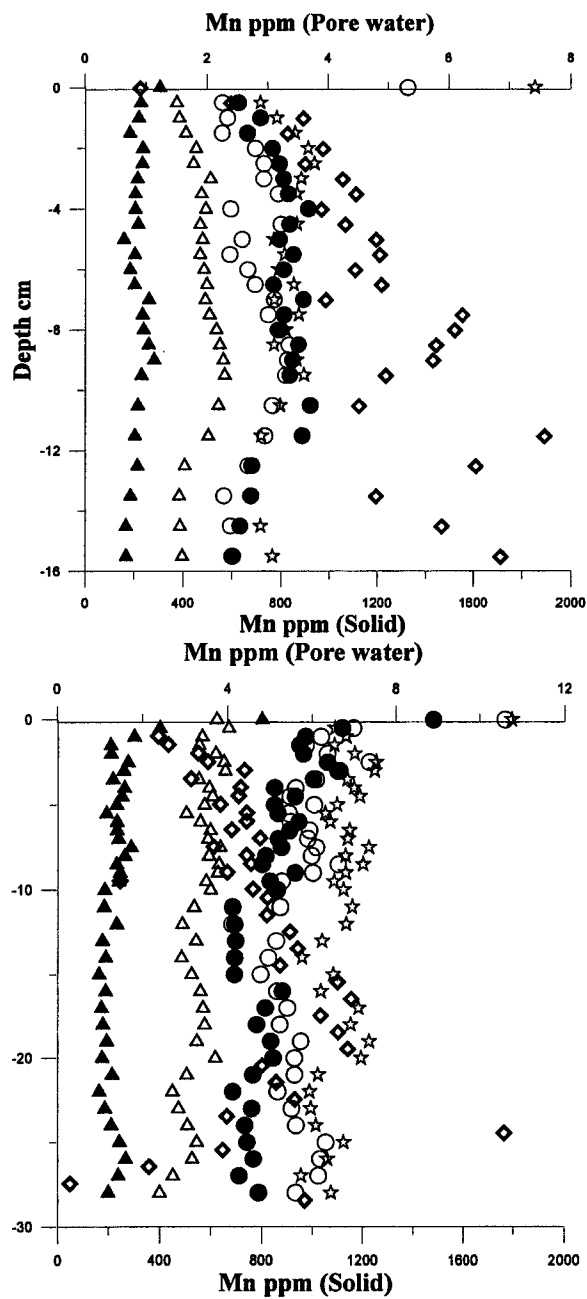 Mn ppm (Pore water)
0 2 4 6 8
0
-4
-8
-12
-16
Depth cm
0 400 800 1200 1600 2000
Mn ppm (Solid)
Mn ppm (Pore water)
0 4 8 12
0
-10
-20
-30
0 400 800 1200 1600 2000
Mn ppm (Solid)